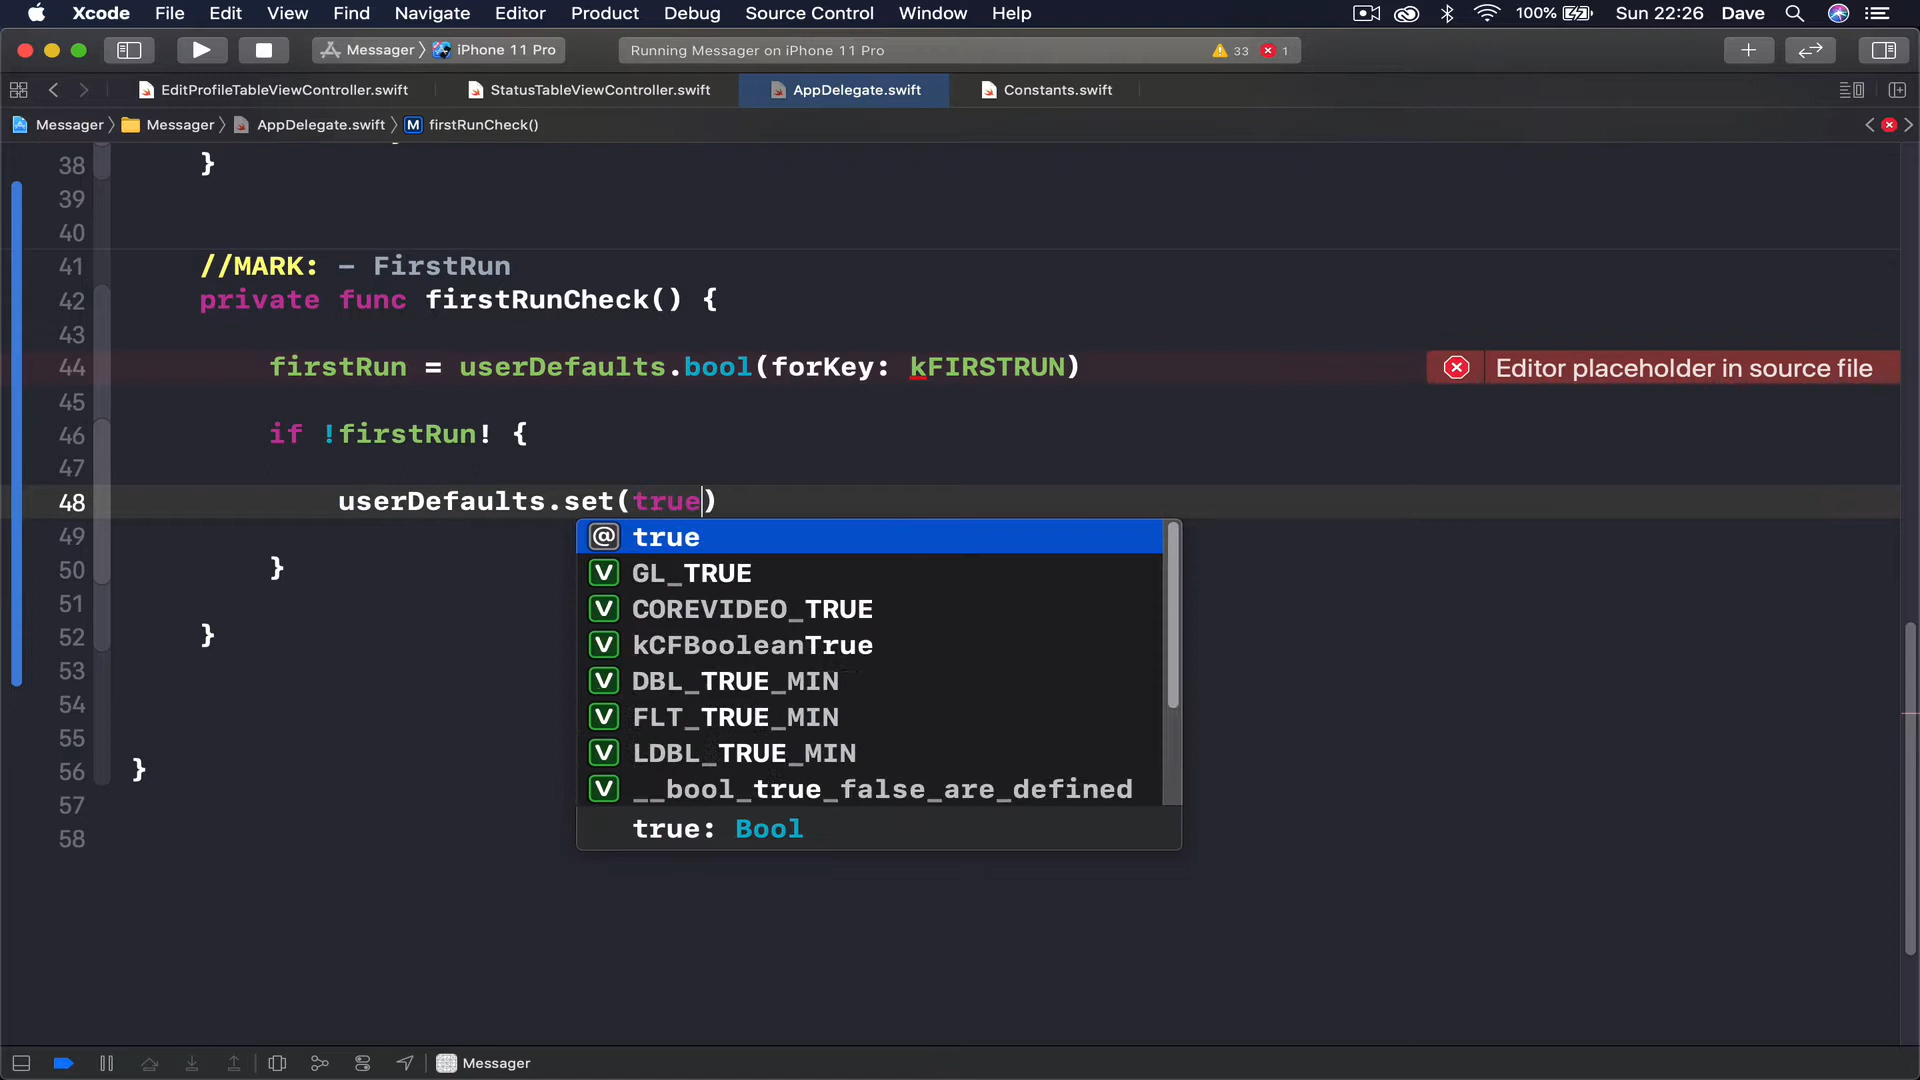 Xcode File Edit View Find Navigate Editor Product Debug Source Control Window Help 100% Sun 22:26 Dave
Messager iPhone 11 Pro Running Messager on iPhone 11 Pro 33 1
EditProfileTableViewController.swift StatusTableViewController.swift AppDelegate.swift Constants.swift
Messager Messager AppDelegate.swift M firstRunCheck()
38 }
39
40
41 //MARK: - FirstRun
42 private func firstRunCheck() {
43
44 firstRun = userDefaults.bool(forKey: kFIRSTRUN) Editor placeholder in source file
45
46 if !firstRun! {
47
48 userDefaults.set(true)
49
50 }
51
52 }
53
54
55
56 }
57
58
@ true
V GL_TRUE
V COREVIDEO_TRUE
V kCFBooleanTrue
V DBL_TRUE_MIN
V FLT_TRUE_MIN
V LDBL_TRUE_MIN
V __bool_true_false_are_defined
true: Bool
Messager